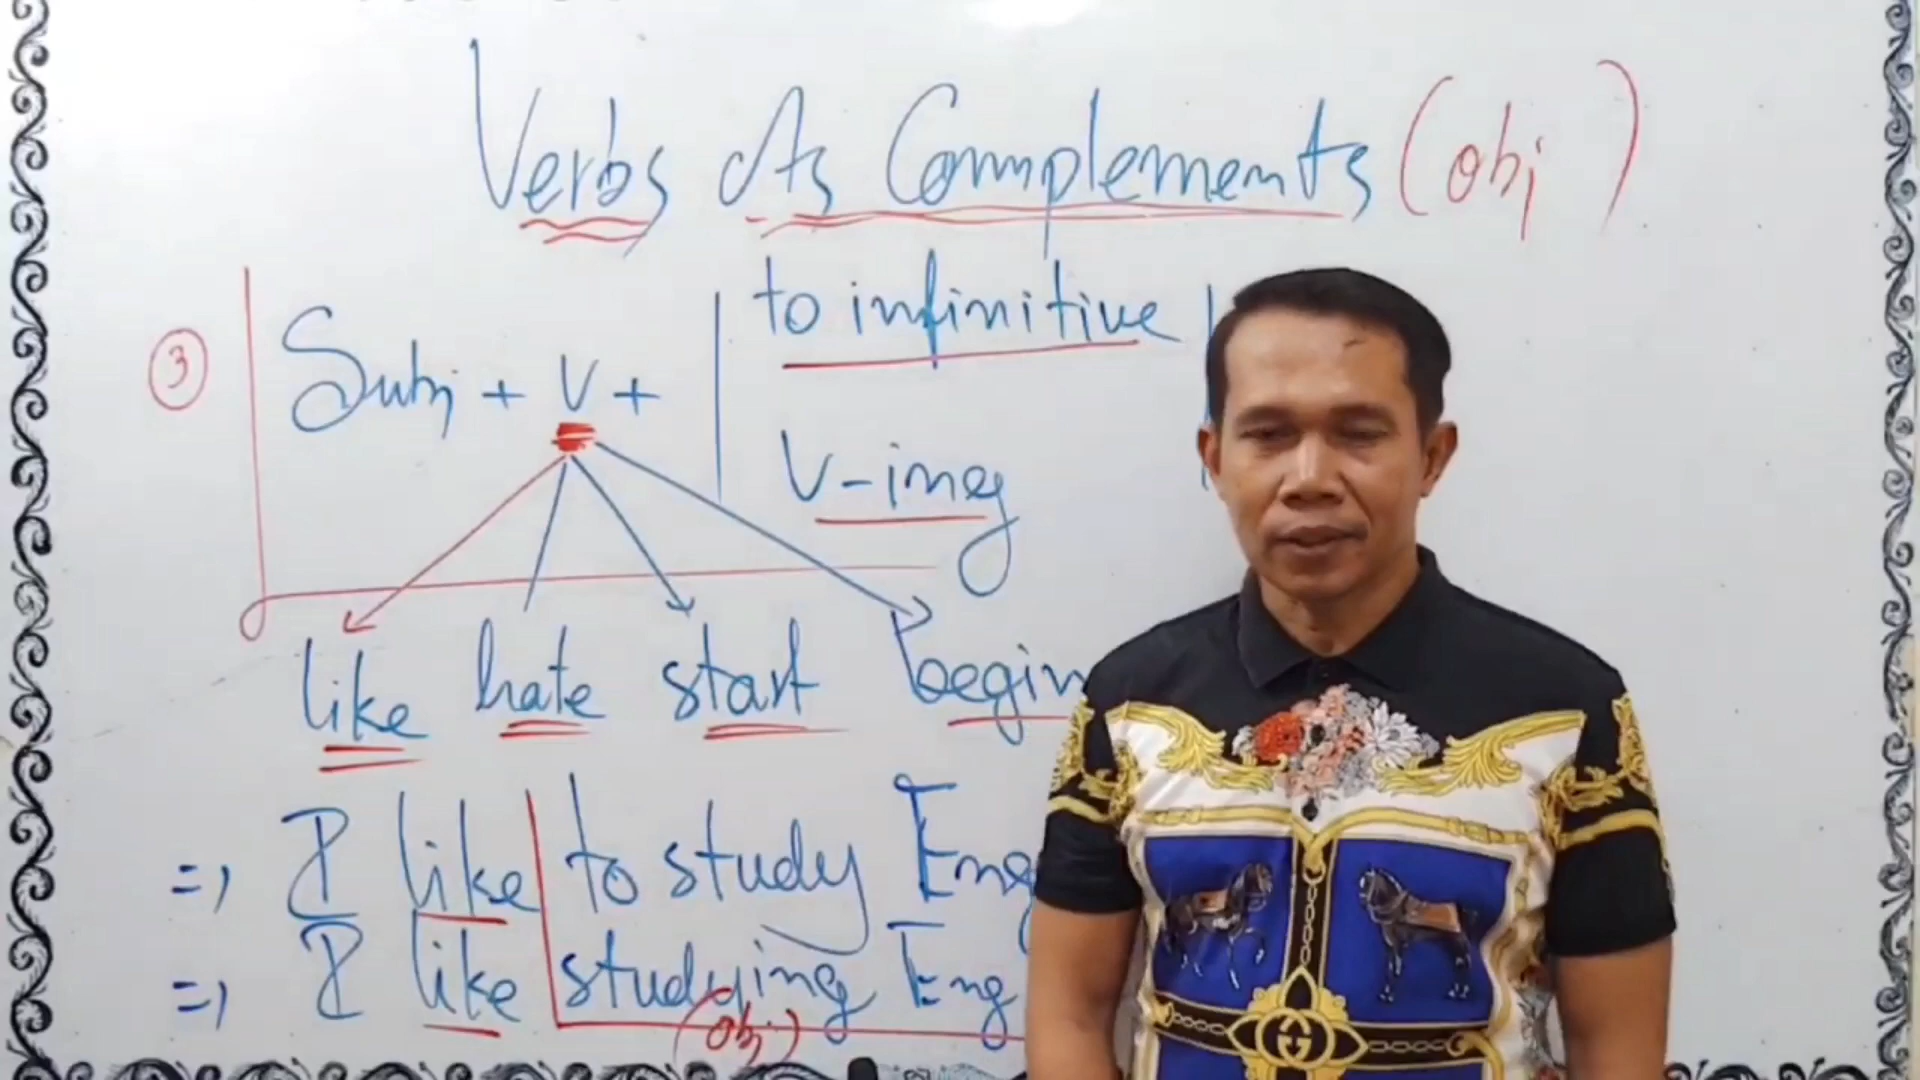 Verbs As Complements (obj)
to infinitive
③ Subj + V +
V-ing
like hate start begin
=> I like to study Eng
=> I like studying Eng
(obj)